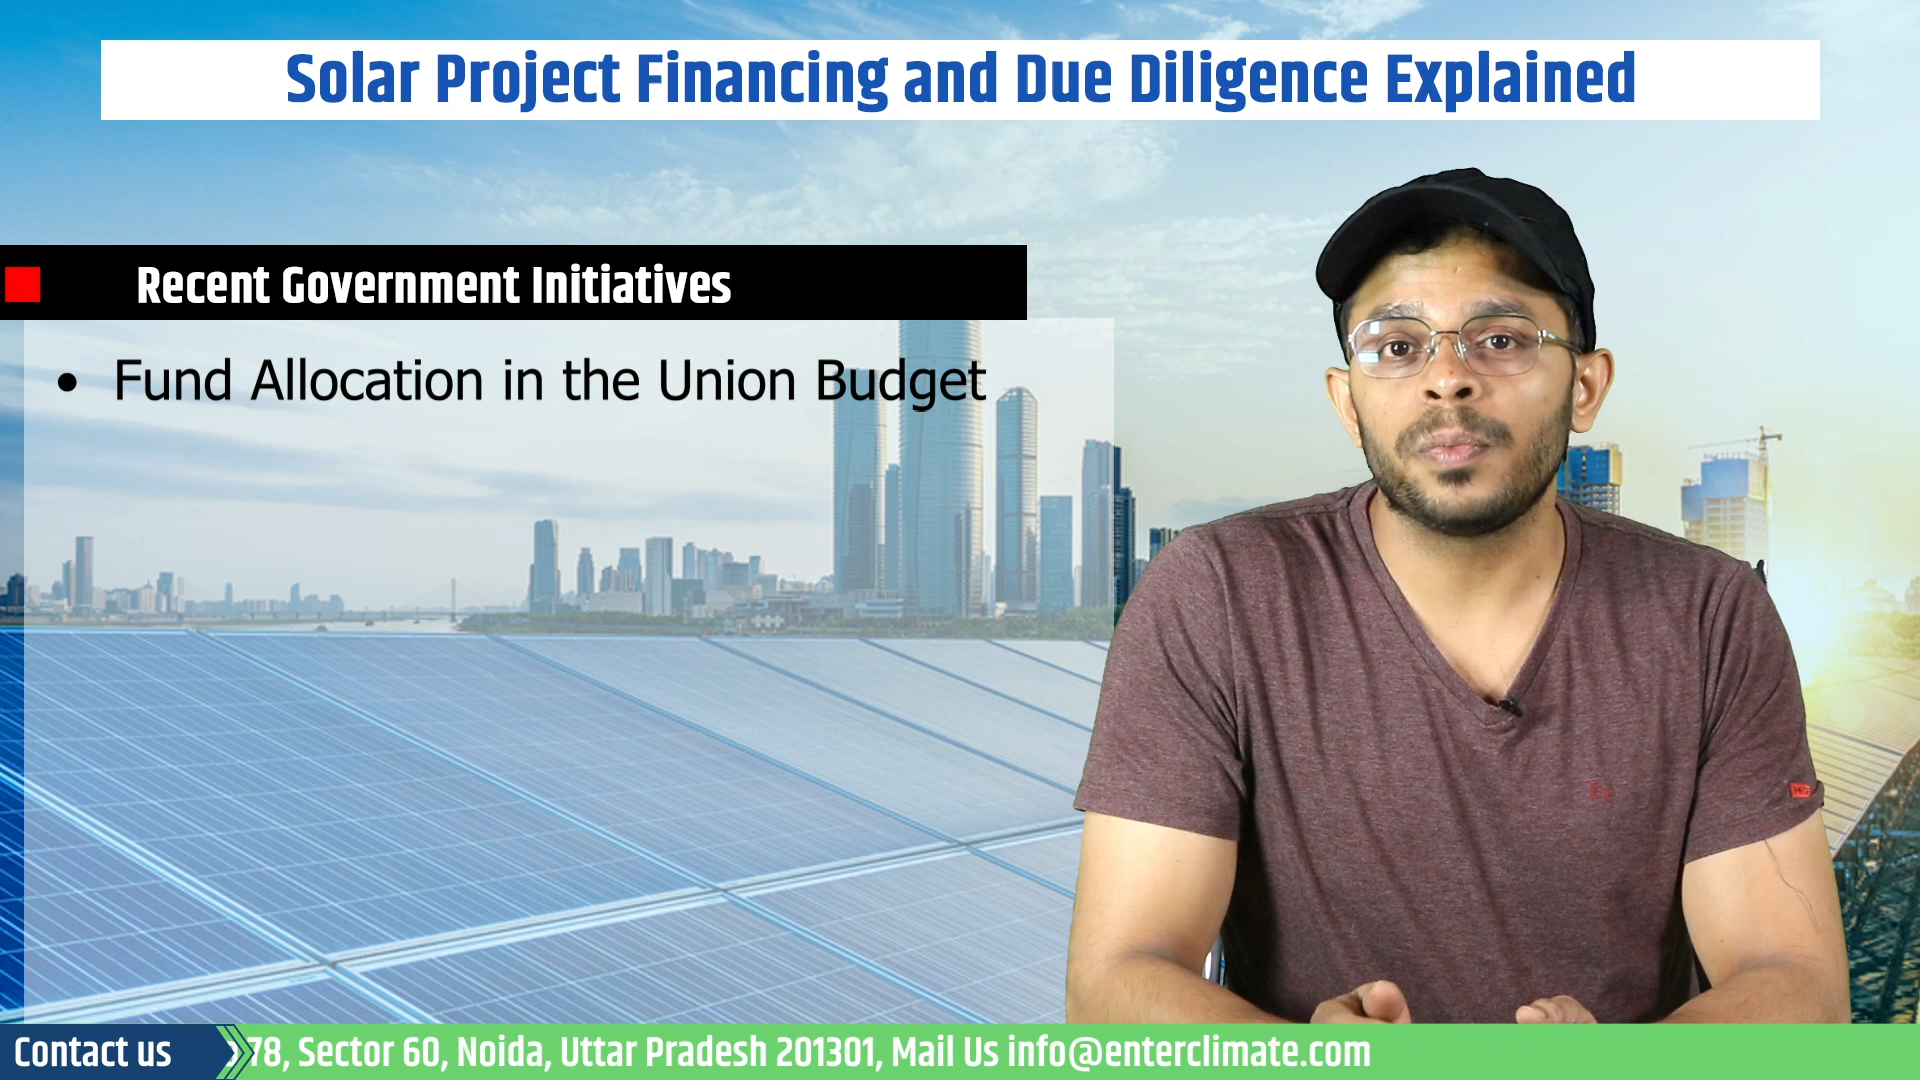 Solar Project Financing and Due Diligence Explained
Recent Government Initiatives
• Fund Allocation in the Union Budget
Contact us
78, Sector 60, Noida, Uttar Pradesh 201301, Mail Us info@enterclimate.com